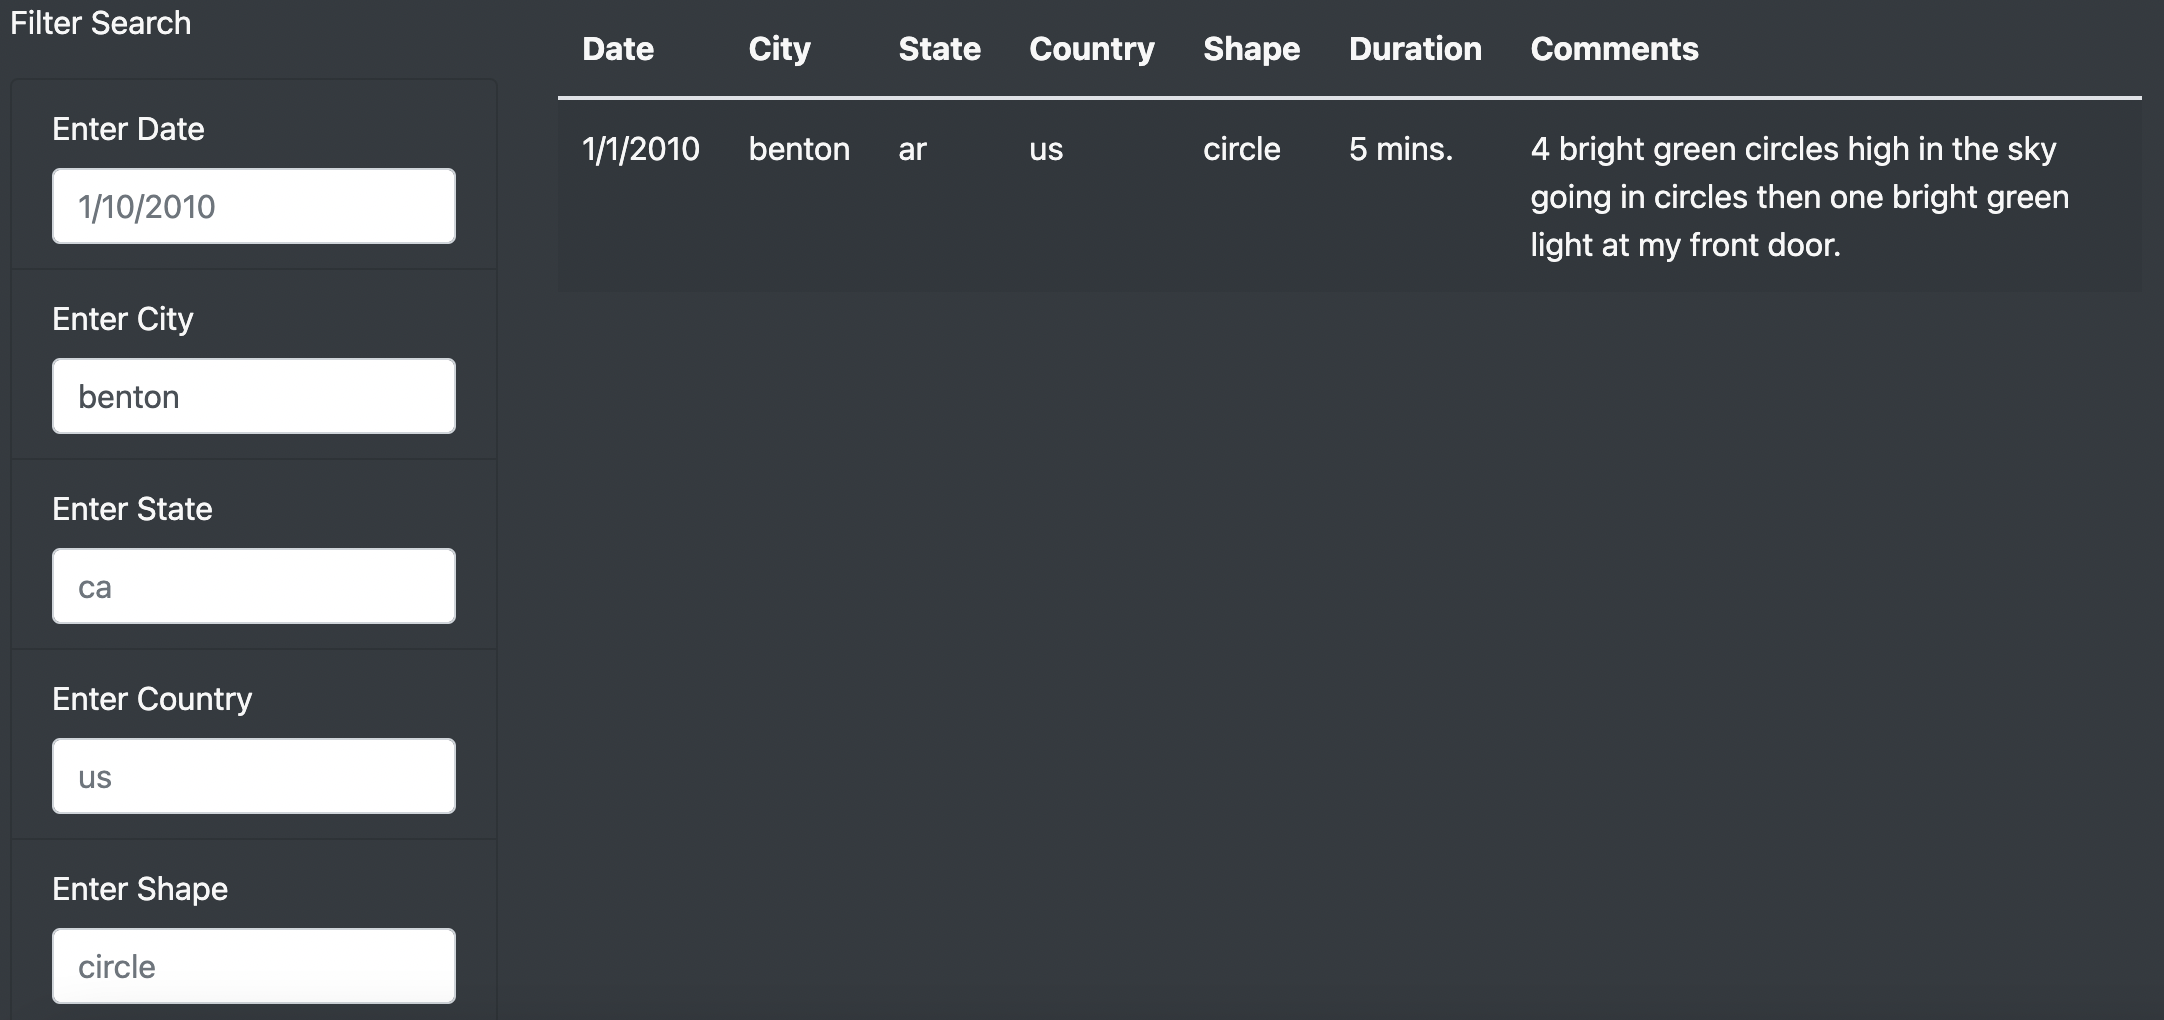 Filter Search
Enter Date
1/10/2010
Enter City
benton
Enter State
ca
Enter Country
us
Enter Shape
circle
Date City State Country Shape Duration Comments
1/1/2010 benton ar us circle 5 mins. 4 bright green circles high in the sky
going in circles then one bright green
light at my front door.